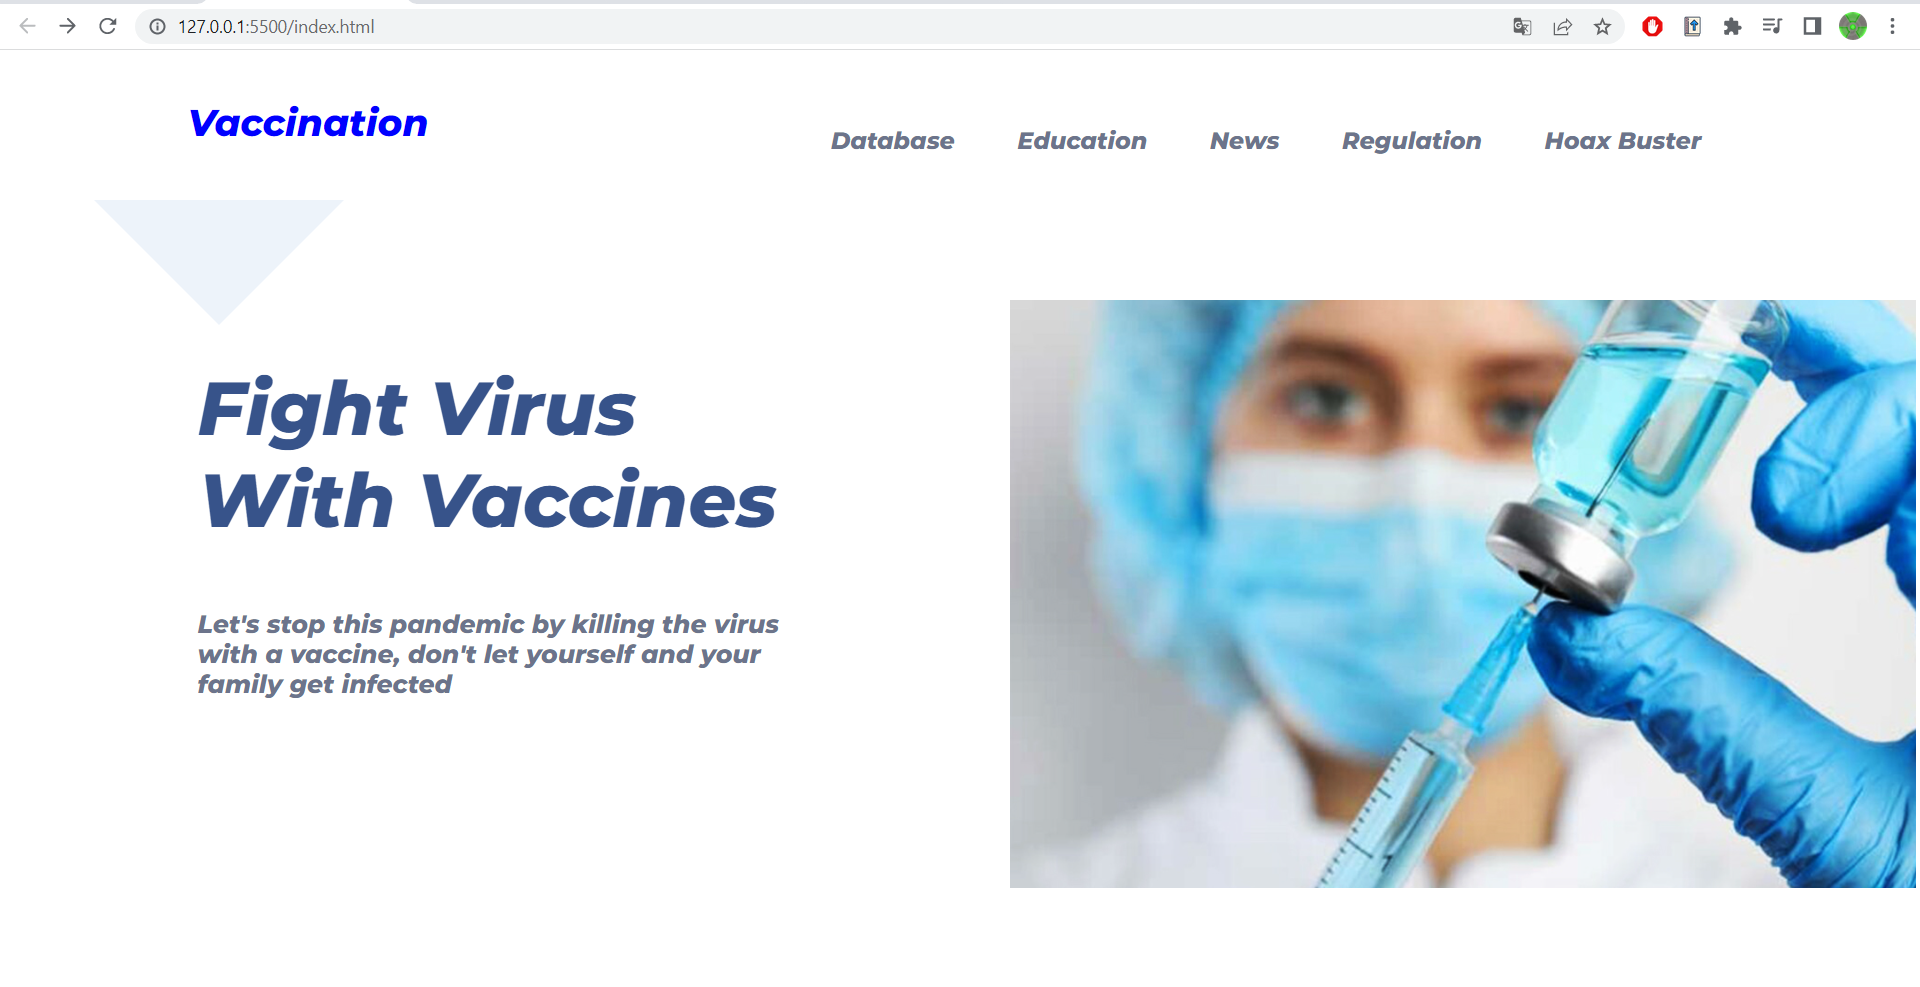 127.0.0.1:5500/index.html
Vaccination
Database Education News Regulation Hoax Buster
Fight Virus
With Vaccines
Let's stop this pandemic by killing the virus
with a vaccine, don't let yourself and your
family get infected